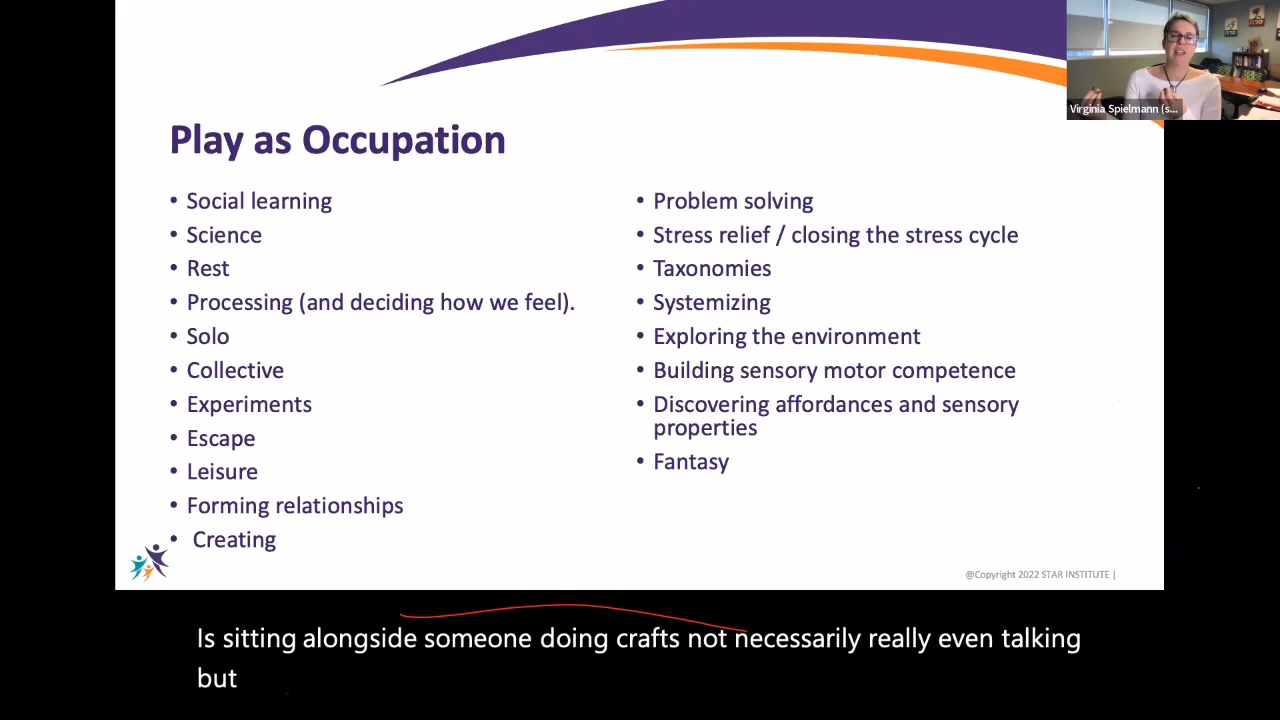 Virginia Spielmann (s...
Play as Occupation
• Social learning
• Science
• Rest
• Processing (and deciding how we feel).
• Solo
• Collective
• Experiments
• Escape
• Leisure
• Forming relationships
• Creating
• Problem solving
• Stress relief / closing the stress cycle
• Taxonomies
• Systemizing
• Exploring the environment
• Building sensory motor competence
• Discovering affordances and sensory
properties
• Fantasy
@Copyright 2022 STAR INSTITUTE |
Is sitting alongside someone doing crafts not necessarily really even talking
but